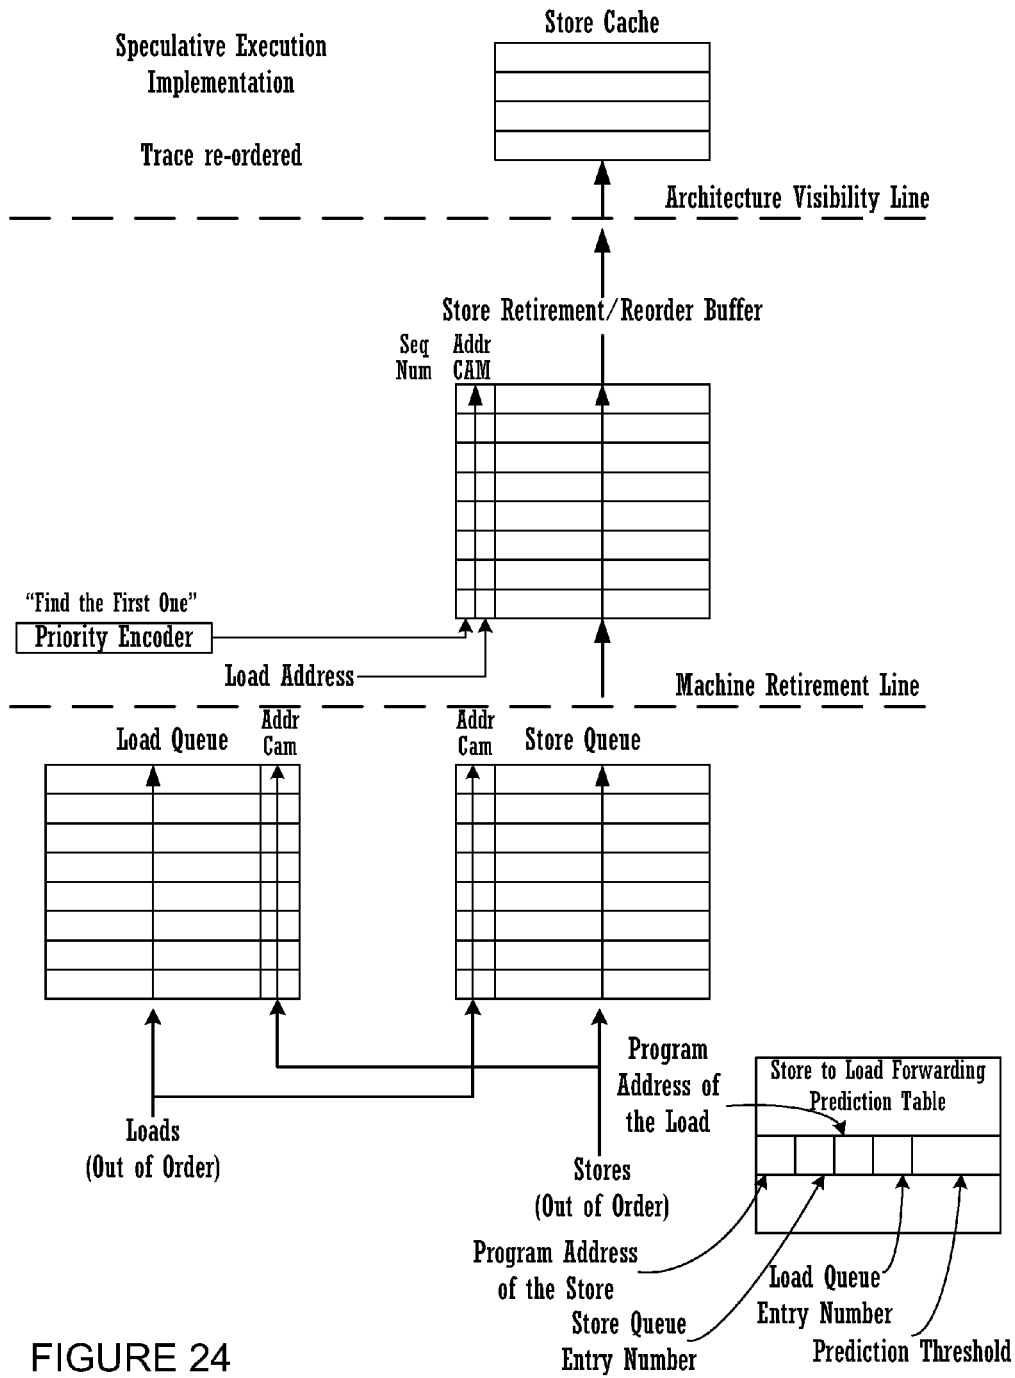 Store Cache
Speculative Execution
Implementation
Trace re-ordered
Architecture Visibility Line
Store Retirement/Reorder Buffer
Seq
Num
Addr
CAM
"Find the First One"
Priority Encoder
Load Address
Machine Retirement Line
Load Queue
Addr
Cam
Addr
Cam
Store Queue
Loads
(Out of Order)
Stores
(Out of Order)
Program
Address of
the Load
Store to Load Forwarding
Prediction Table
Program Address
of the Store
Store Queue
Entry Number
Load Queue
Entry Number
Prediction Threshold
FIGURE 24